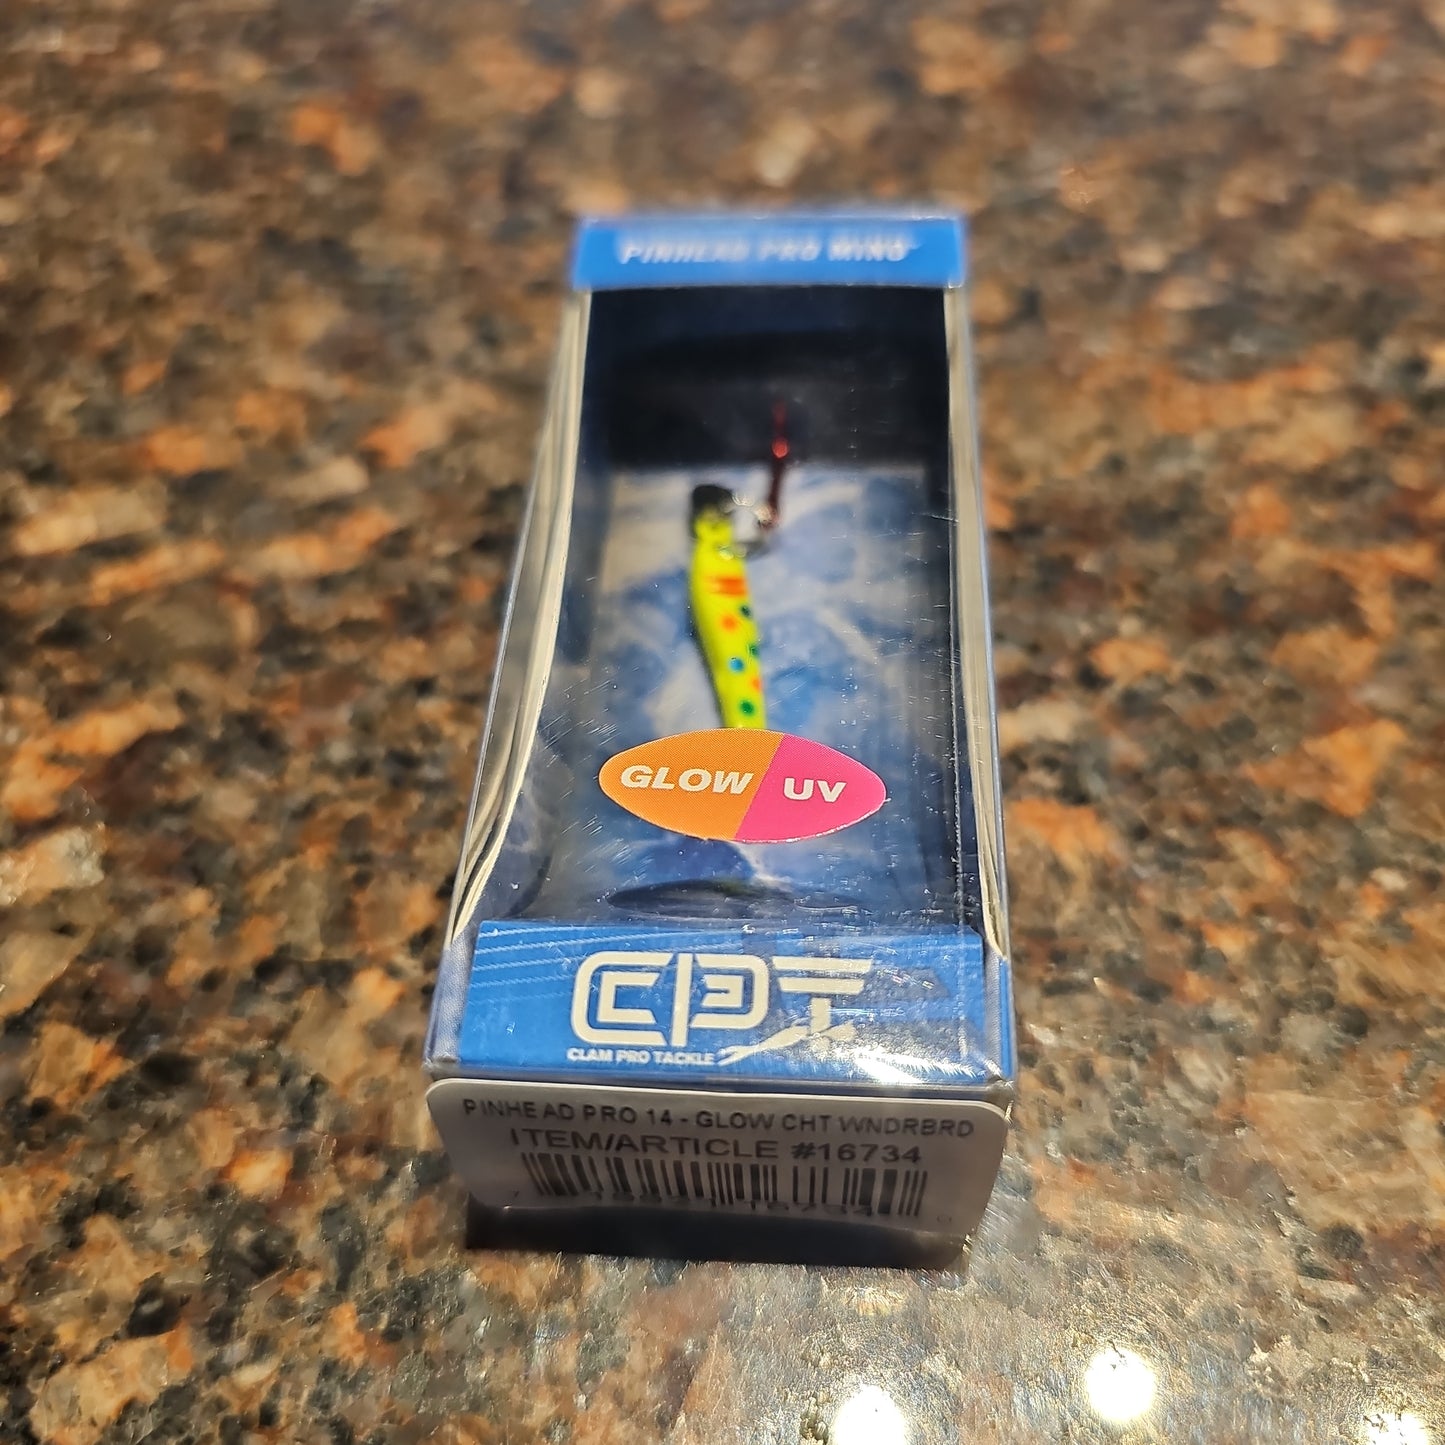 PINHEAD PRO MINO
GLOW UV
CPT
CLAM PRO TACKLE
PINHEAD PRO 14 - GLOW CHT WNDRBRD
ITEM/ARTICLE #16734